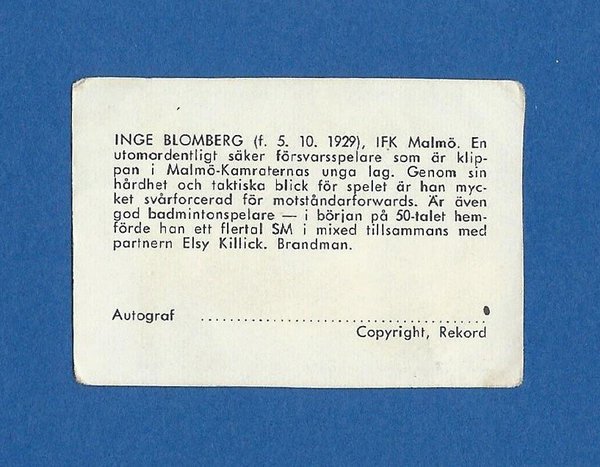 INGE BLOMBERG (f. 5. 10. 1929), IFK Malmö. En
utomordentligt säker försvarsspelare som är klip-
pan i Malmö-Kamraternas unga lag. Genom sin
hårdhet och taktiska blick för spelet är han myc-
ket svårforcerad för motståndarforwards. Är även
god badmintonspelare — i början på 50-talet hem-
förde han ett flertal SM i mixed tillsammans med
partnern Elsy Killick. Brandman.
Autograf ................................................
Copyright, Rekord